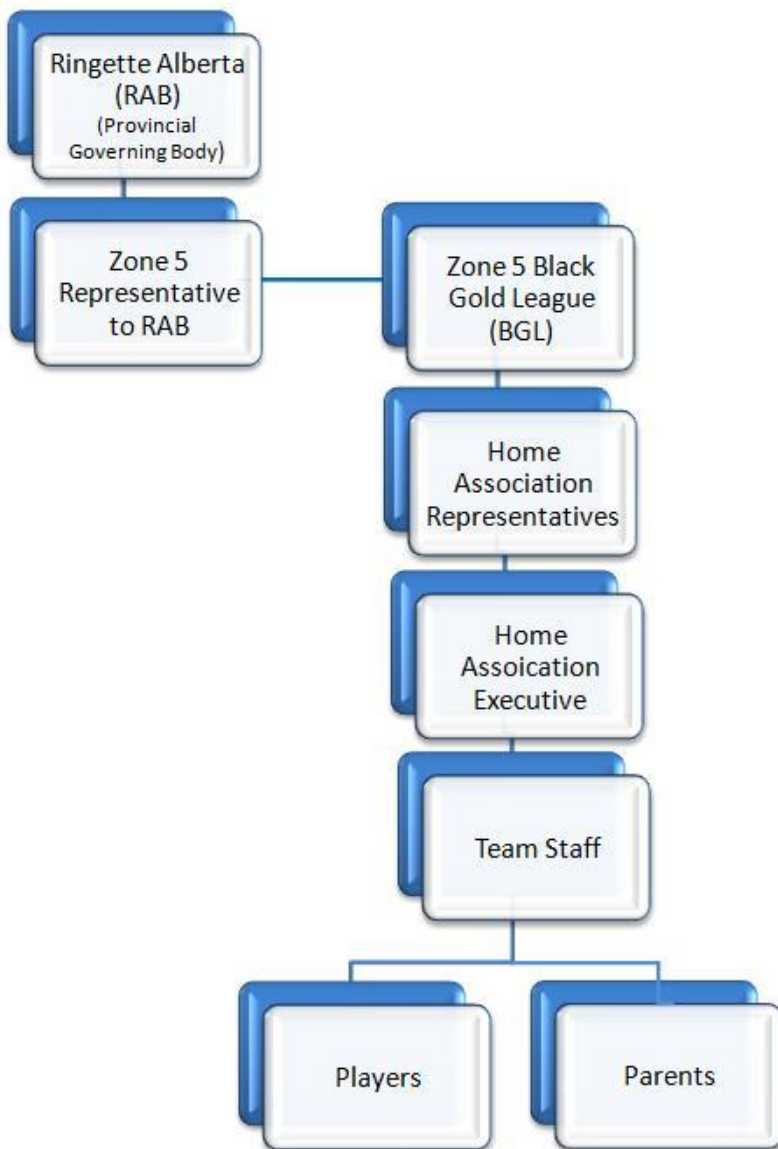 Ringette Alberta
(RAB)
(Provincial
Governing Body)
Zone 5
Representative
to RAB
Zone 5 Black
Gold League
(BGL)
Home
Association
Representatives
Home
Assoication
Executive
Team Staff
Players
Parents